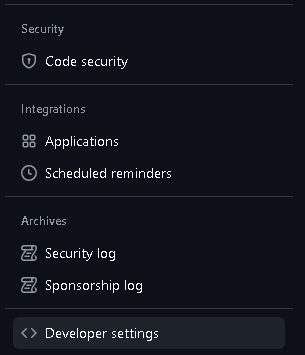 Security
Code security
Integrations
Applications
Scheduled reminders
Archives
Security log
Sponsorship log
Developer settings